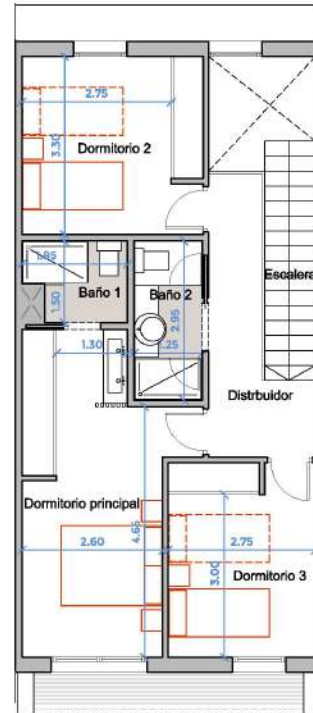 2.75
3.30
Dormitorio 2
1.95
Baño 1
1.50
Baño 2
2.95
Escalera
1.30
1.25
Distrbuidor
Dormitorio principal
4.65
2.60
2.75
3.00
Dormitorio 3